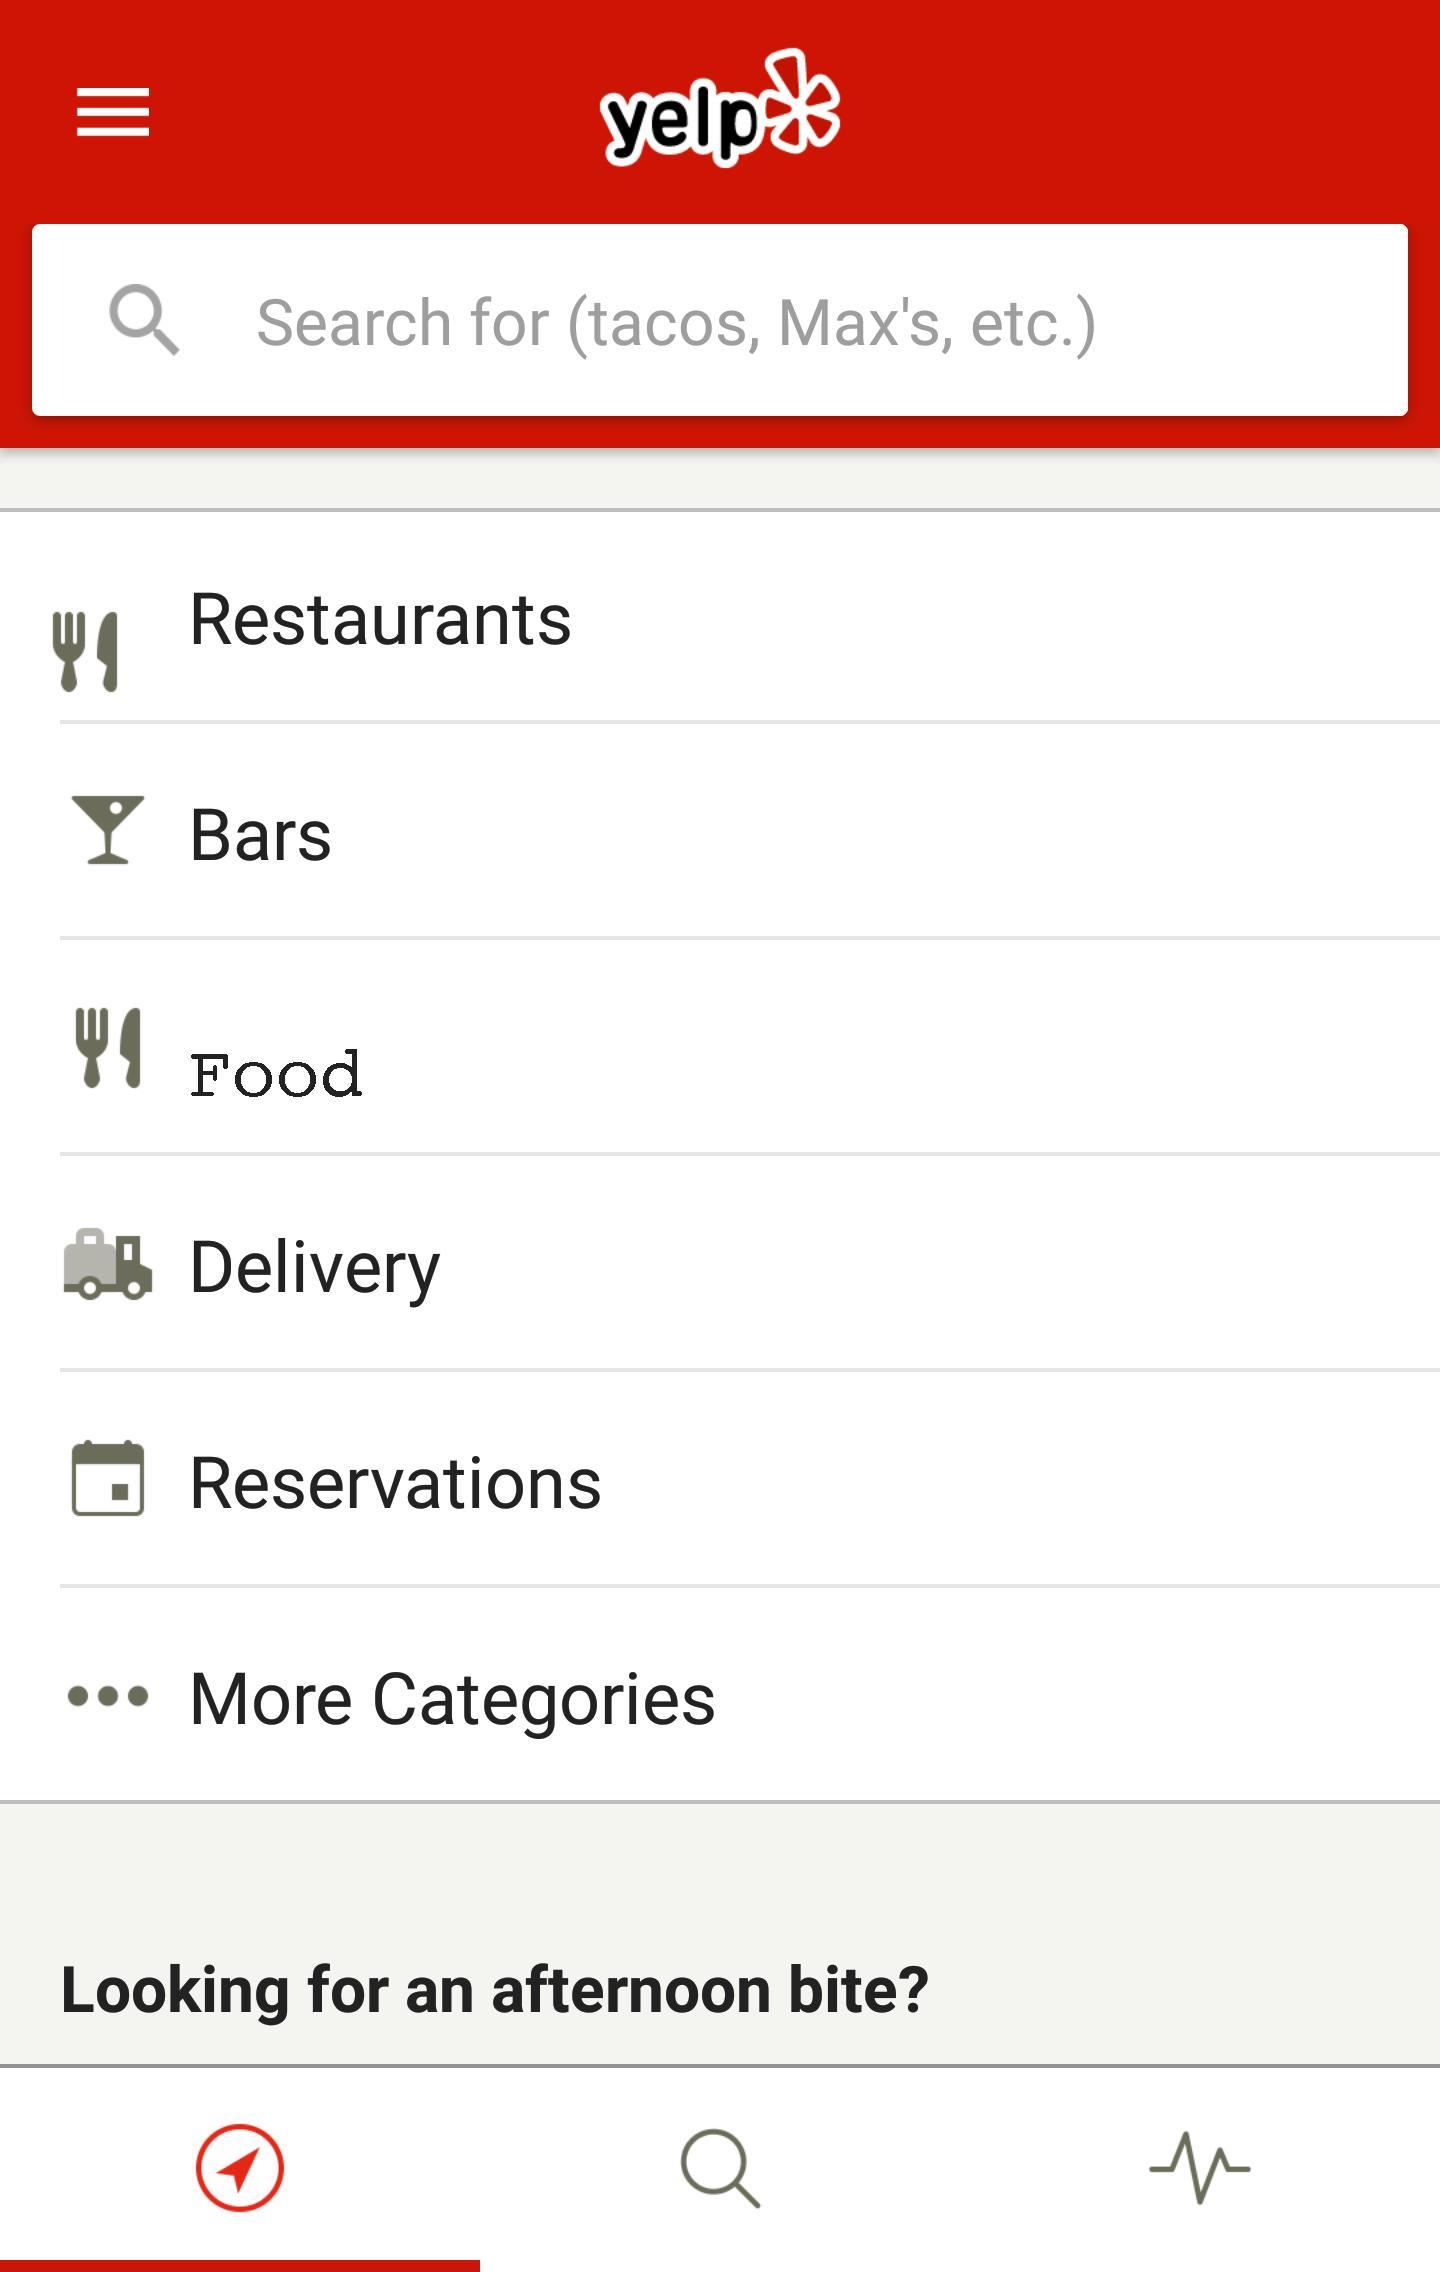 yelp
Search for (tacos, Max's, etc.)
Restaurants
Bars
Food
Delivery
Reservations
More Categories
Looking for an afternoon bite?